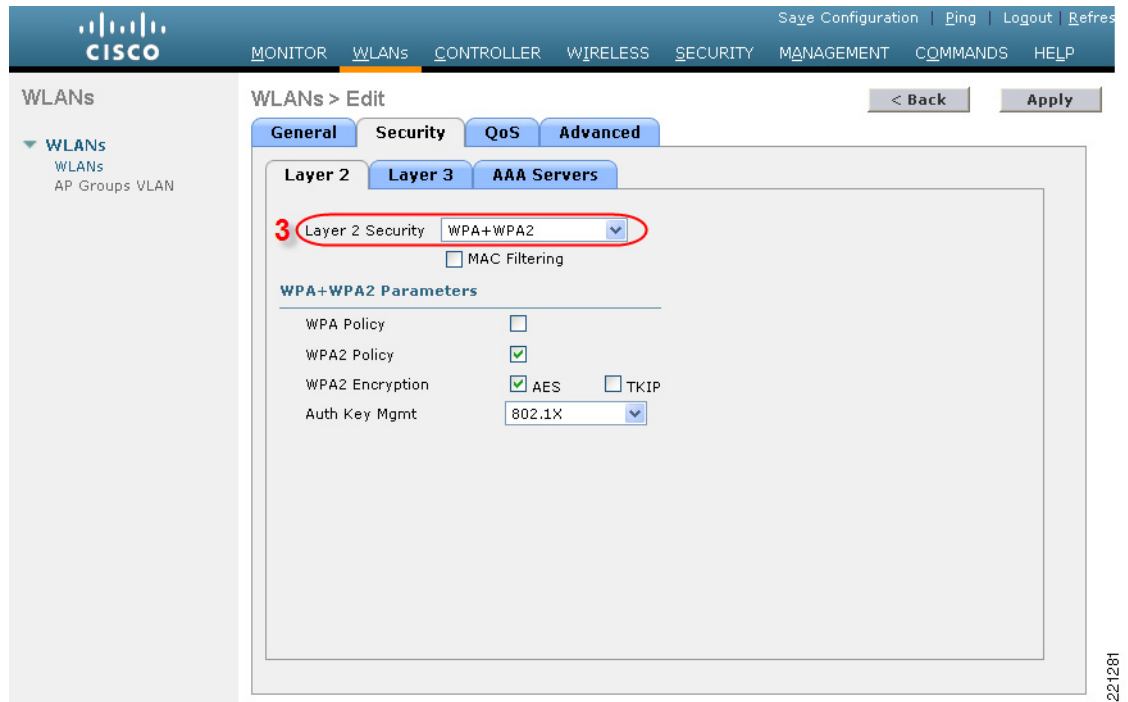 Save Configuration | Ping | Logout | Refres
CISCO
MONITOR WLANs CONTROLLER WIRELESS SECURITY MANAGEMENT COMMANDS HELP
WLANs
WLANs > Edit
< Back
Apply
WLANs
WLANs
AP Groups VLAN
General Security QoS Advanced
Layer 2 Layer 3 AAA Servers
3 Layer 2 Security WPA+WPA2
MAC Filtering
WPA+WPA2 Parameters
WPA Policy
WPA2 Policy
WPA2 Encryption AES TKIP
Auth Key Mgmt 802.1X
221281